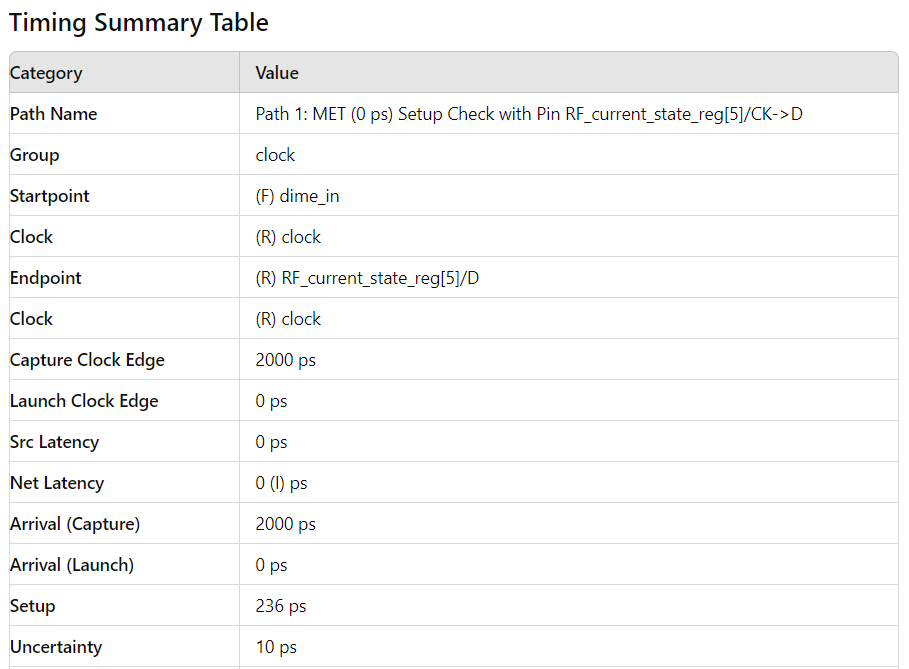 Timing Summary Table
Category Value
Path Name Path 1: MET (0 ps) Setup Check with Pin RF_current_state_reg[5]/CK->D
Group clock
Startpoint (F) dime_in
Clock (R) clock
Endpoint (R) RF_current_state_reg[5]/D
Clock (R) clock
Capture Clock Edge 2000 ps
Launch Clock Edge 0 ps
Src Latency 0 ps
Net Latency 0 (I) ps
Arrival (Capture) 2000 ps
Arrival (Launch) 0 ps
Setup 236 ps
Uncertainty 10 ps